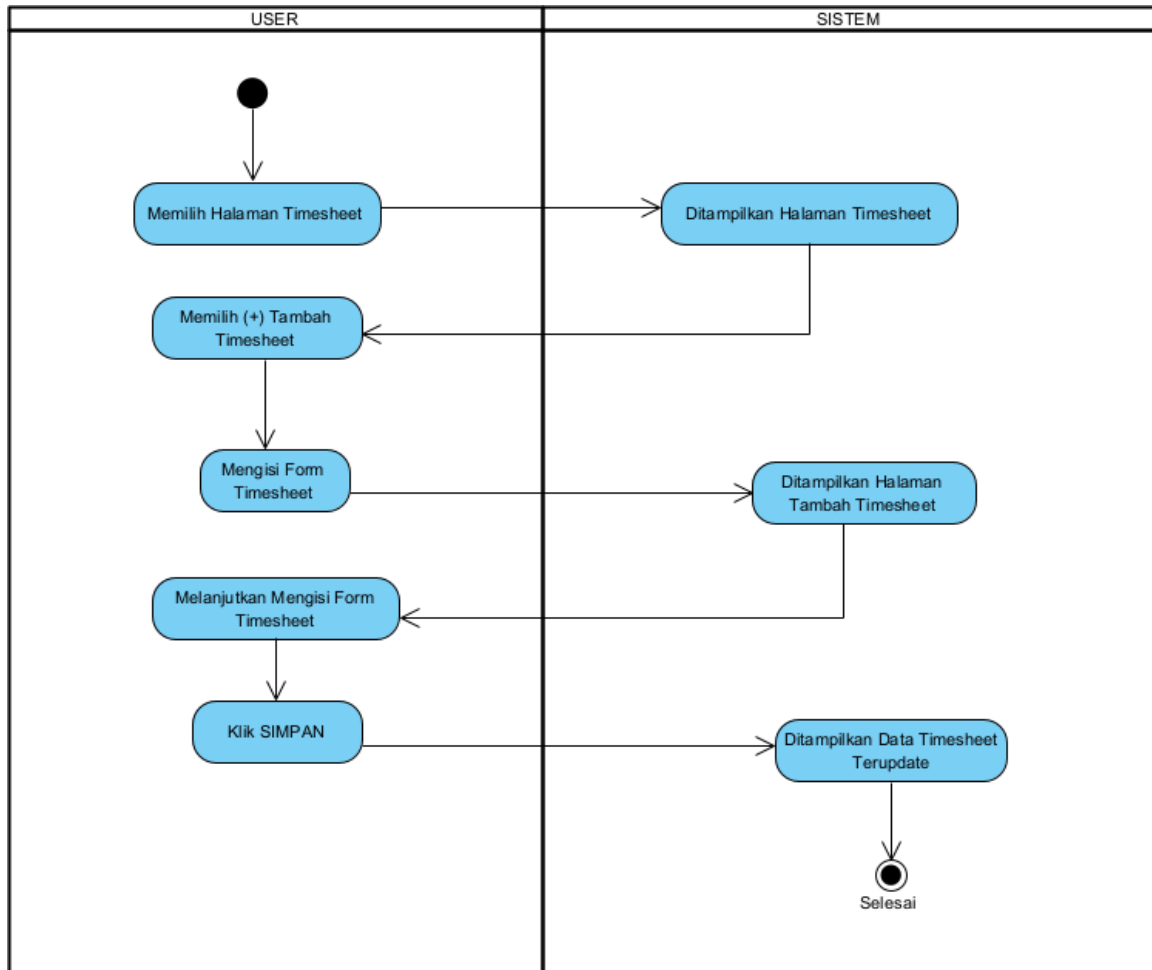 USER
SISTEM
Memilih Halaman Timesheet
Ditampilkan Halaman Timesheet
Memilih (+) Tambah
Timesheet
Mengisi Form
Timesheet
Ditampilkan Halaman
Tambah Timesheet
Melanjutkan Mengisi Form
Timesheet
Klik SIMPAN
Ditampilkan Data Timesheet
Terupdate
Selesai